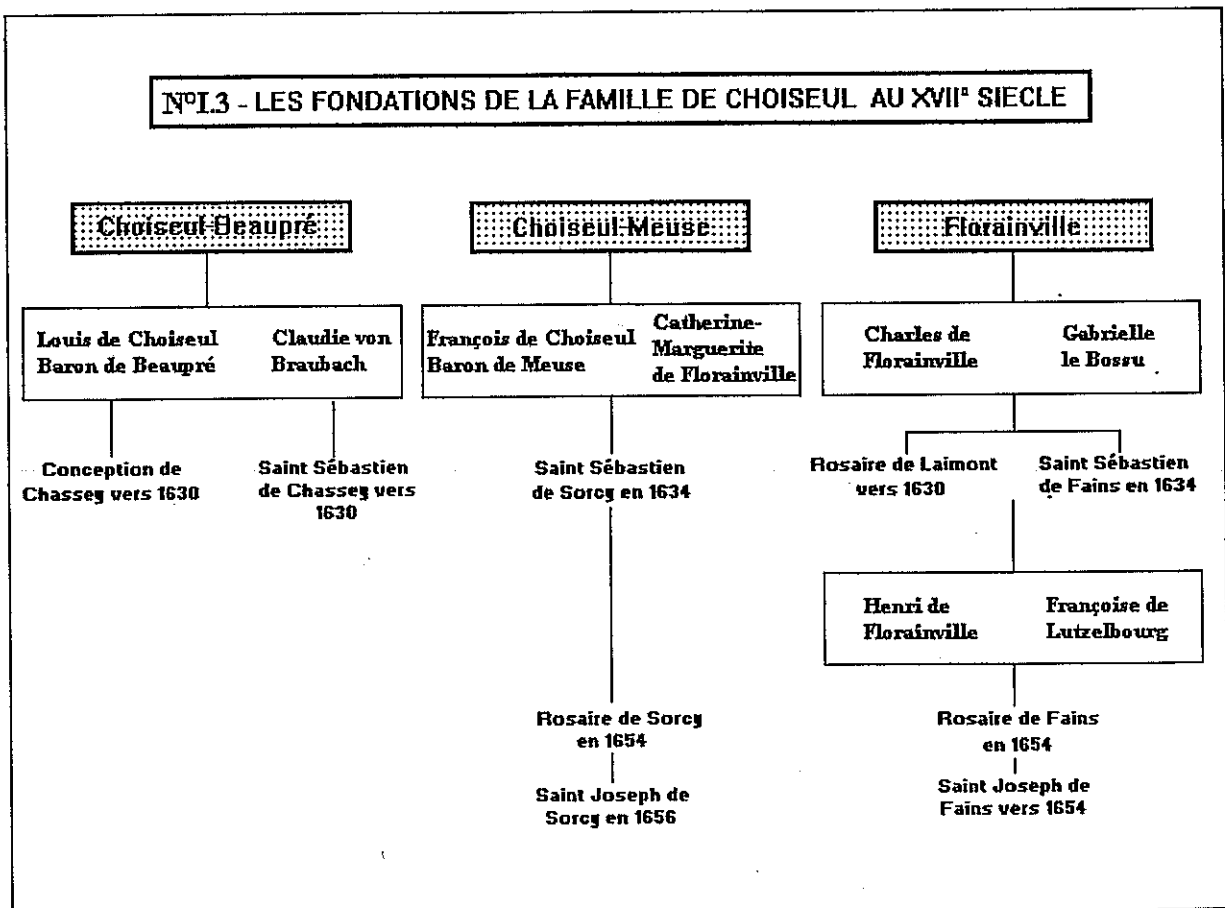 N°I.3 - LES FONDATIONS DE LA FAMILLE DE CHOISEUL AU XVIIª SIECLE
Choiseul-Beaupré
Choiseul-Meuse
Florainville
Louis de Choiseul
Baron de Beaupré
Claudie von
Braubach
François de Choiseul
Baron de Meuse
Catherine-
Marguerite
de Florainville
Charles de
Florainville
Gabrielle
le Bossu
Conception de
Chassey vers 1630
Saint Sébastien
de Chassey vers
1630
Saint Sébastien
de Sorcy en 1634
Rosaire de Laimont
vers 1630
Saint Sébastien
de Fains en 1634
Henri de
Florainville
Françoise de
Lutzelbourg
Rosaire de Sorcy
en 1654
Rosaire de Fains
en 1654
Saint Joseph de
Sorcy en 1656
Saint Joseph de
Fains vers 1654